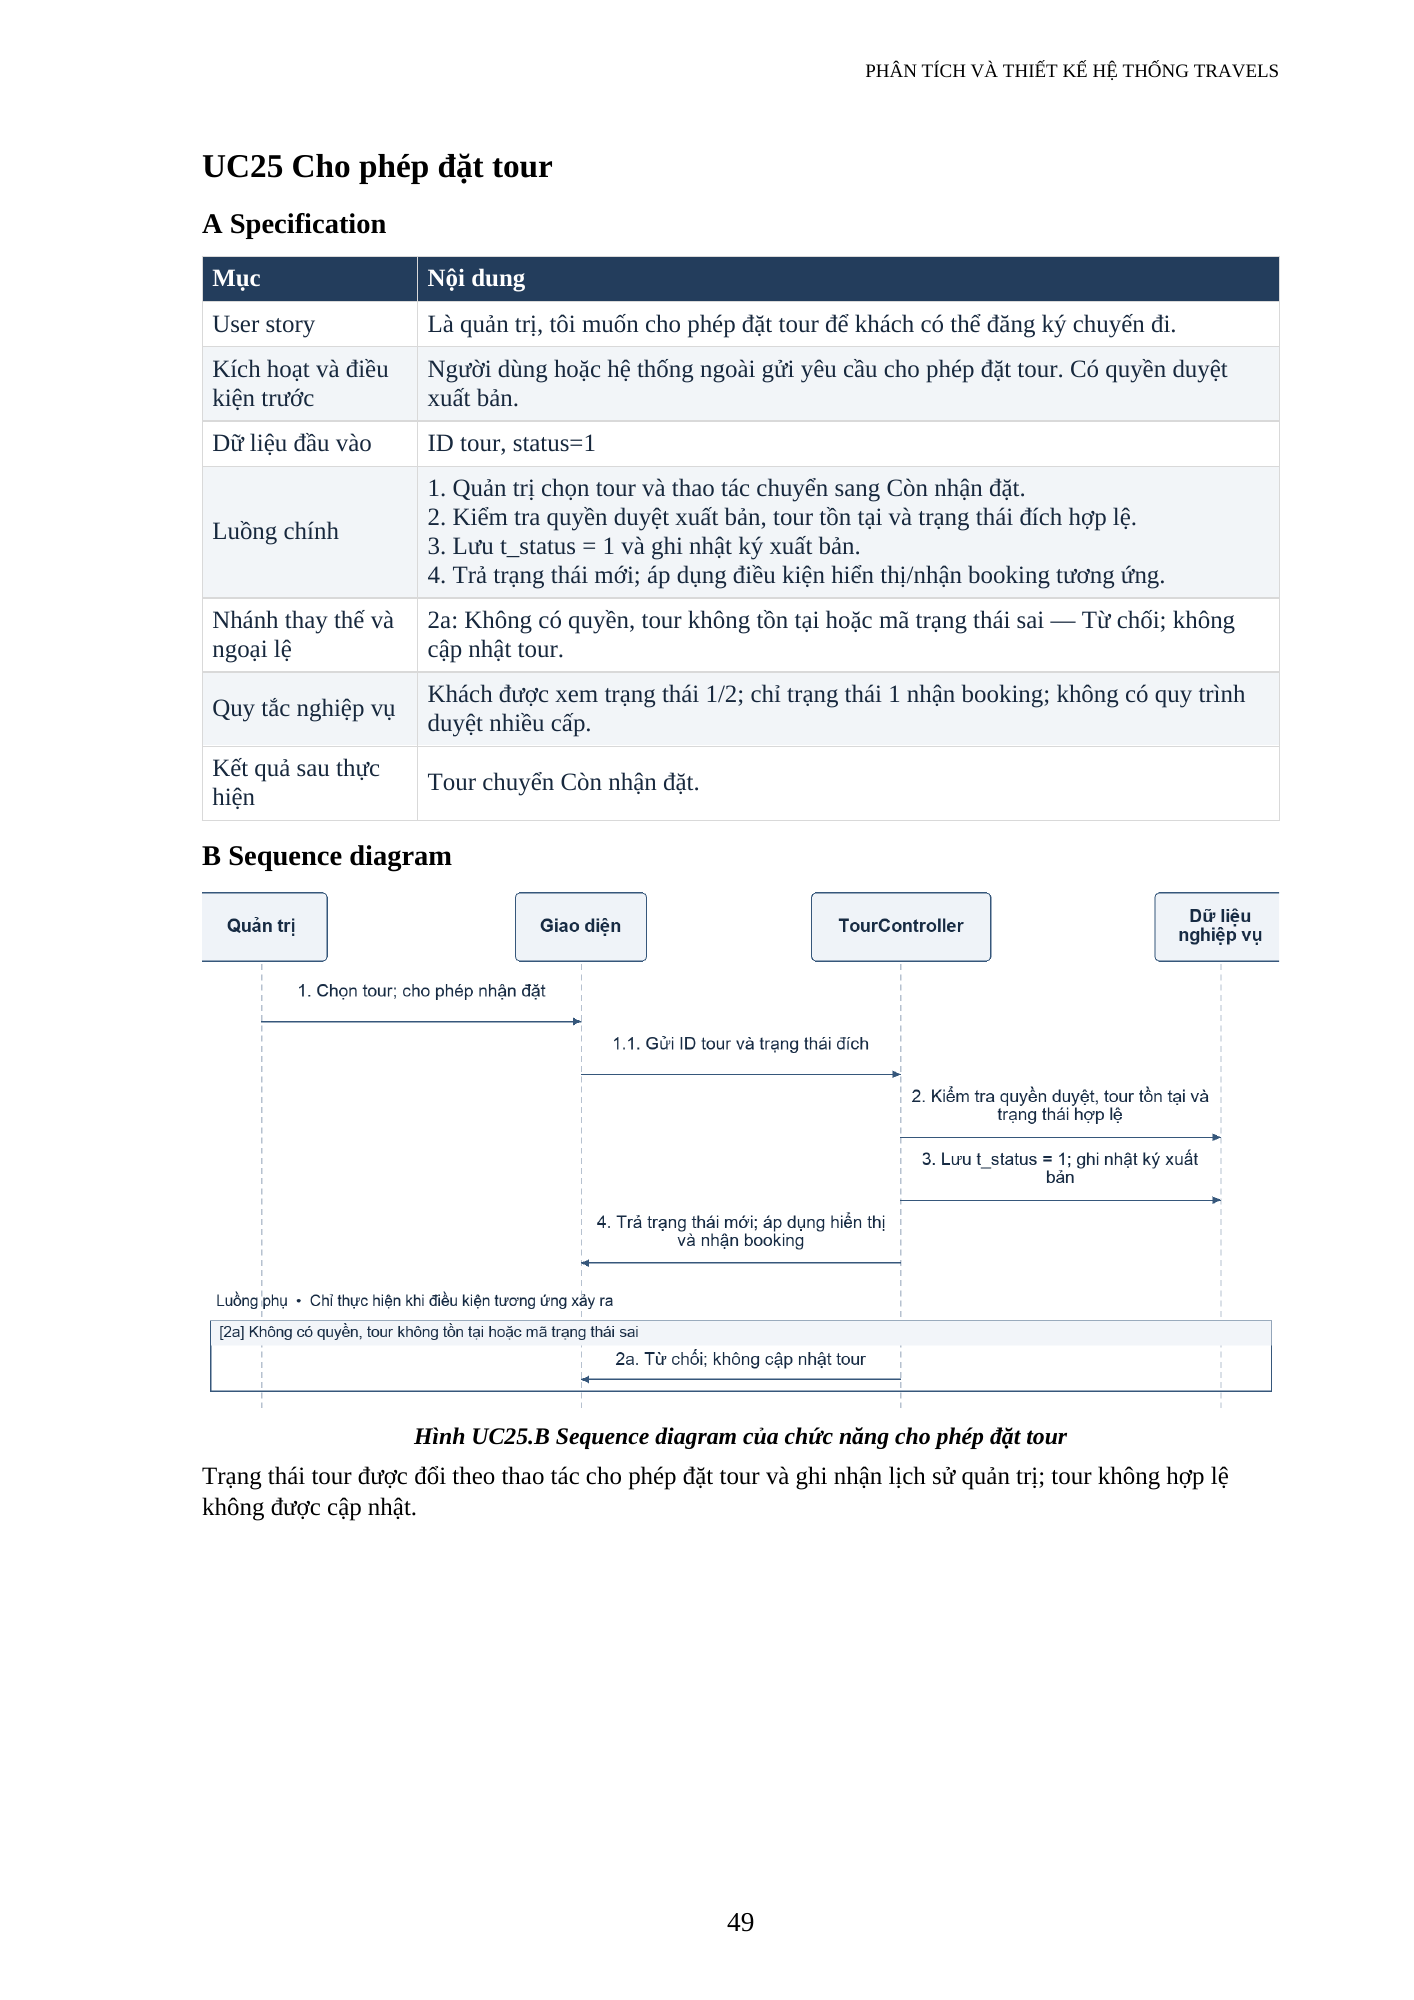 PHÂN TÍCH VÀ THIẾT KẾ HỆ THỐNG TRAVELS
UC25 Cho phép đặt tour
A Specification
Mục
Nội dung
User story
Là quản trị, tôi muốn cho phép đặt tour để khách có thể đăng ký chuyến đi.
Kích hoạt và điều
kiện trước
Người dùng hoặc hệ thống ngoài gửi yêu cầu cho phép đặt tour. Có quyền duyệt
xuất bản.
Dữ liệu đầu vào
ID tour, status=1
Luồng chính
1. Quản trị chọn tour và thao tác chuyển sang Còn nhận đặt.
2. Kiểm tra quyền duyệt xuất bản, tour tồn tại và trạng thái đích hợp lệ.
3. Lưu t_status = 1 và ghi nhật ký xuất bản.
4. Trả trạng thái mới; áp dụng điều kiện hiển thị/nhận booking tương ứng.
Nhánh thay thế và
ngoại lệ
2a: Không có quyền, tour không tồn tại hoặc mã trạng thái sai — Từ chối; không
cập nhật tour.
Quy tắc nghiệp vụ
Khách được xem trạng thái 1/2; chỉ trạng thái 1 nhận booking; không có quy trình
duyệt nhiều cấp.
Kết quả sau thực
hiện
Tour chuyển Còn nhận đặt.
B Sequence diagram
Quản trị
Giao diện
TourController
Dữ liệu
nghiệp vụ
1. Chọn tour; cho phép nhận đặt
1.1. Gửi ID tour và trạng thái đích
2. Kiểm tra quyền duyệt, tour tồn tại và
trạng thái hợp lệ
3. Lưu t_status = 1; ghi nhật ký xuất
bản
4. Trả trạng thái mới; áp dụng hiển thị
và nhận booking
Luồng phụ • Chỉ thực hiện khi điều kiện tương ứng xảy ra
[2a] Không có quyền, tour không tồn tại hoặc mã trạng thái sai
2a. Từ chối; không cập nhật tour
Hình UC25.B Sequence diagram của chức năng cho phép đặt tour
Trạng thái tour được đổi theo thao tác cho phép đặt tour và ghi nhận lịch sử quản trị; tour không hợp lệ
không được cập nhật.
49